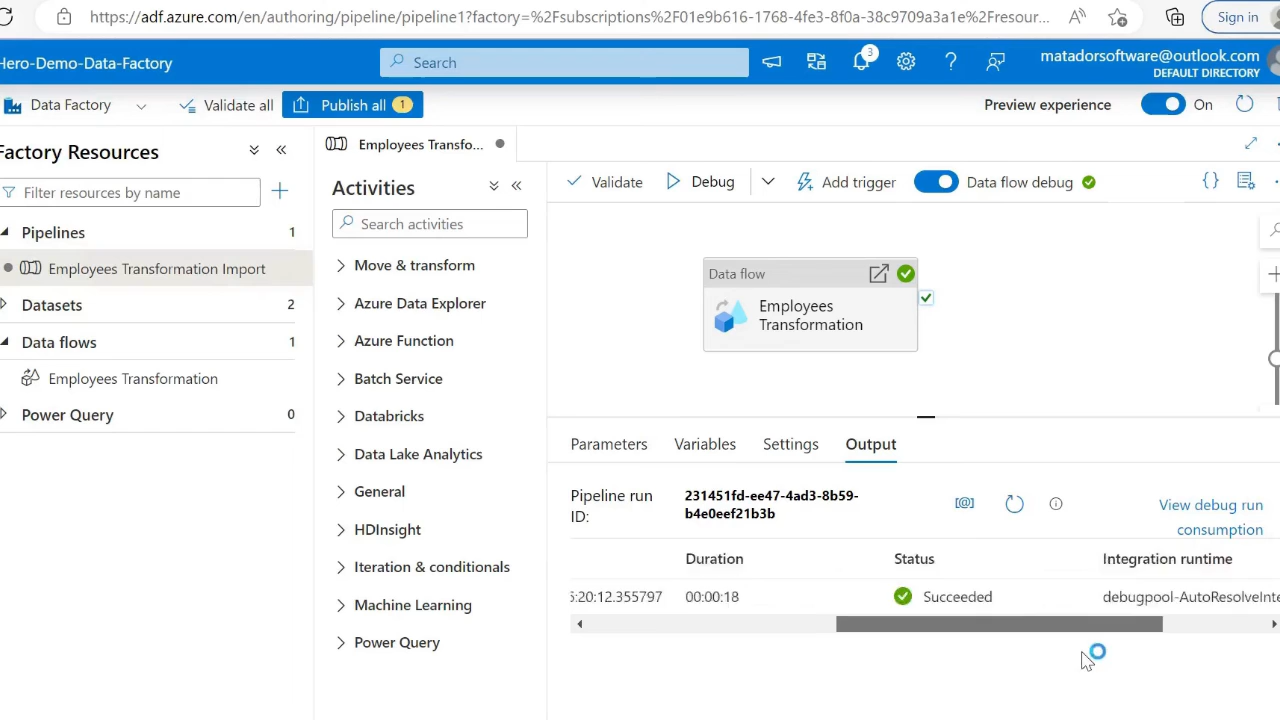 https://adf.azure.com/en/authoring/pipeline/pipeline1?factory=%2Fsubscriptions%2F01e9b616-1768-4fe3-8f0a-38c9709a3a1e%2Fresour...
Sign in
Hero-Demo-Data-Factory
Search
3
matadorsoftware@outlook.com
DEFAULT DIRECTORY
Data Factory
Validate all
Publish all 1
Preview experience
On
Factory Resources
Filter resources by name
Pipelines 1
Employees Transformation Import
Datasets 2
Data flows 1
Employees Transformation
Power Query 0
Employees Transfo...
Activities
Search activities
Move & transform
Azure Data Explorer
Azure Function
Batch Service
Databricks
Data Lake Analytics
General
HDInsight
Iteration & conditionals
Machine Learning
Power Query
Validate
Debug
Add trigger
Data flow debug
Data flow
Employees
Transformation
Parameters
Variables
Settings
Output
Pipeline run
ID:
231451fd-ee47-4ad3-8b59-
b4e0eef21b3b
View debug run
consumption
Duration
Status
Integration runtime
:20:12.355797
00:00:18
Succeeded
debugpool-AutoResolveInte